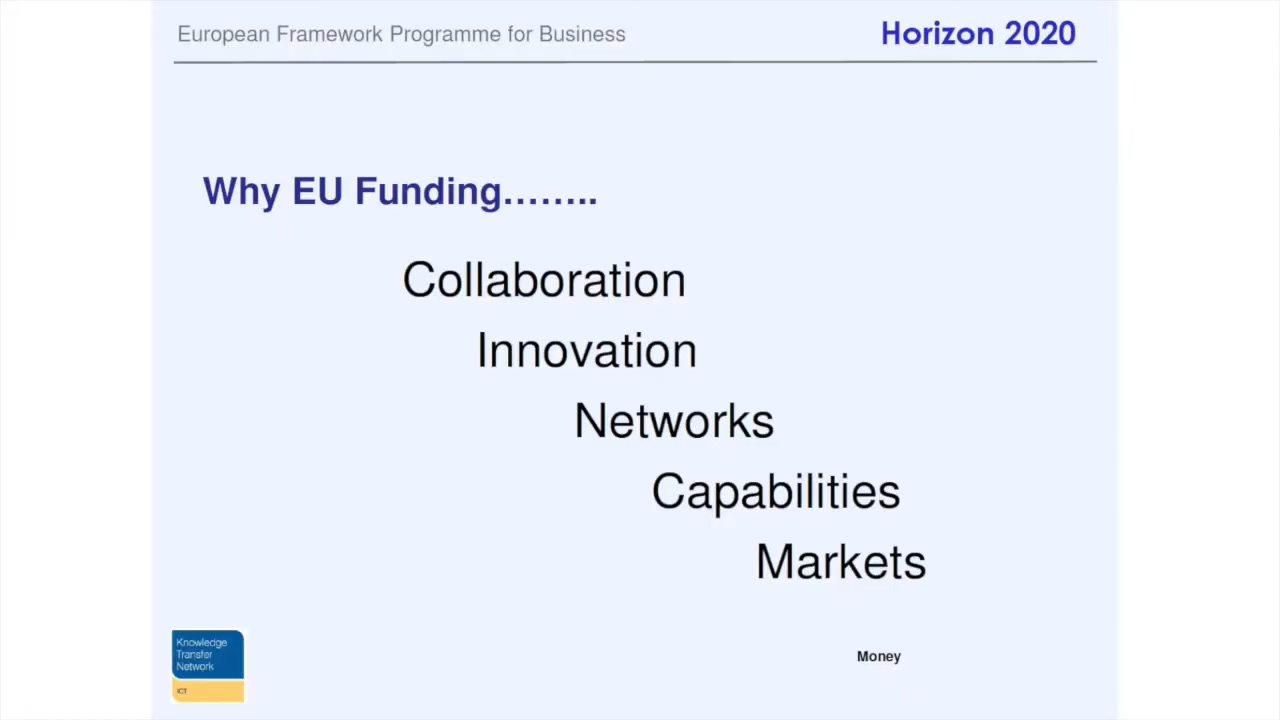 European Framework Programme for Business
Horizon 2020
Why EU Funding........
Collaboration
Innovation
Networks
Capabilities
Markets
Money
Knowledge
Transfer
Network
ICT